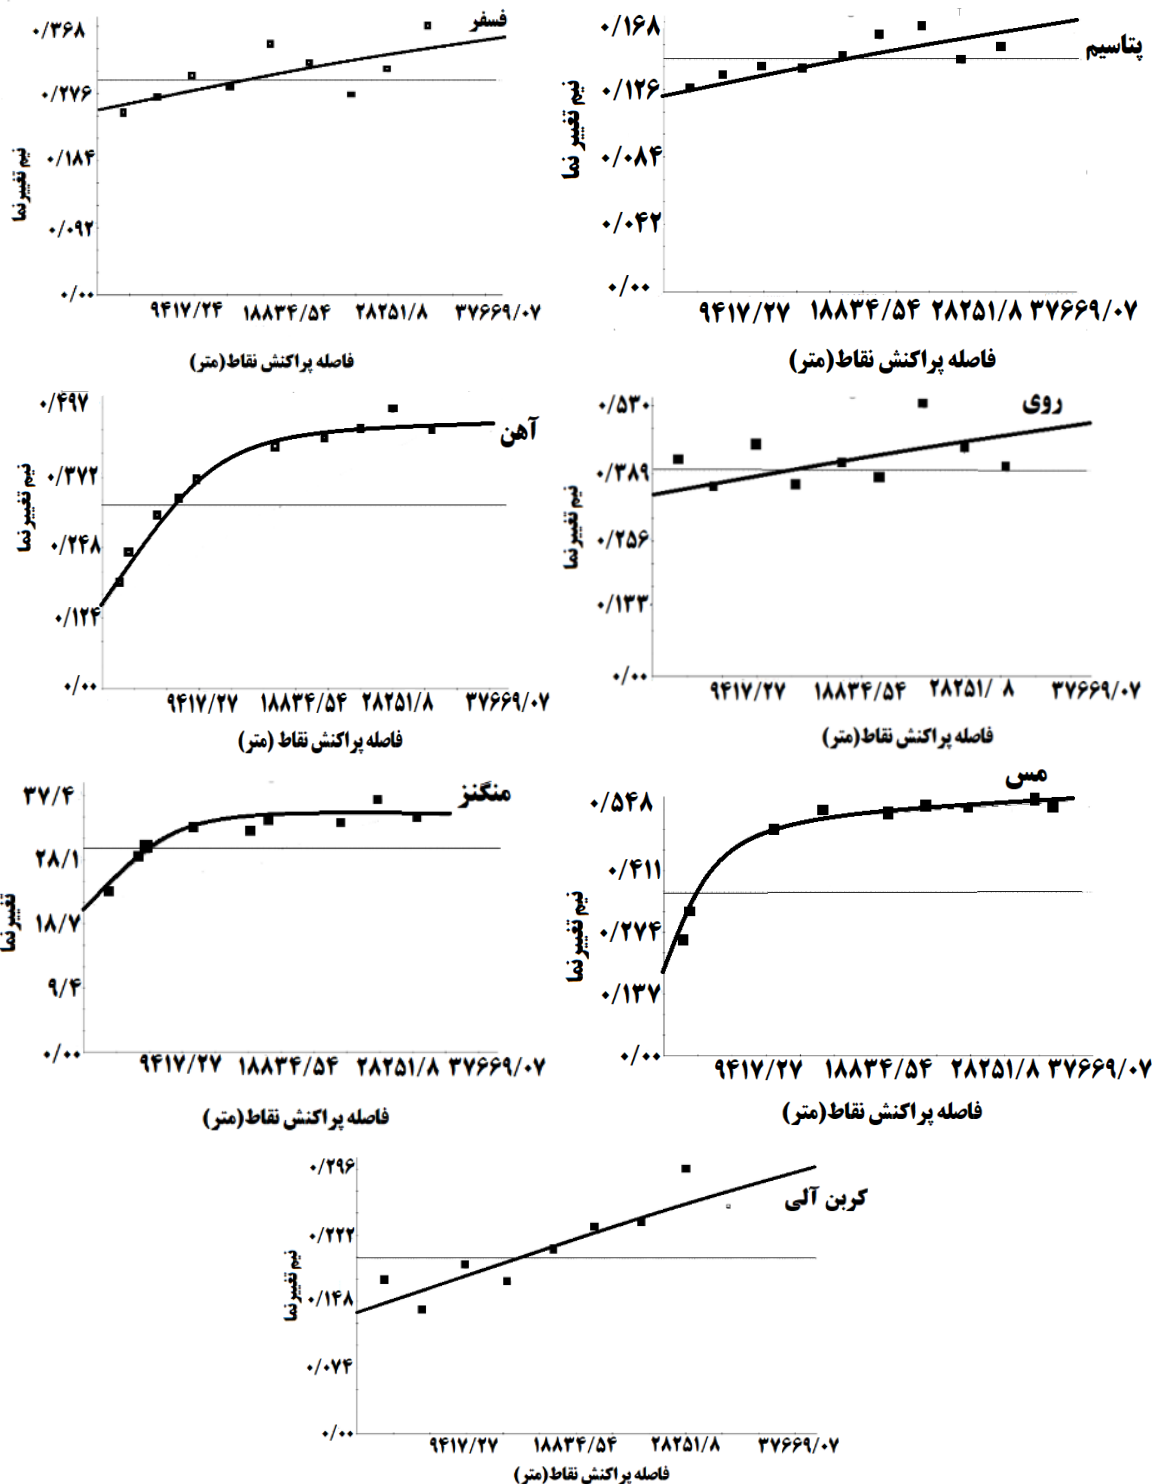 فسفر
۰/۳۶۸
۰/۲۷۶
۰/۱۸۴
۰/۰۹۲
۰/۰۰
نیم تغییرنما
۹۴۱۷/۲۴ ۱۸۸۳۴/۵۴ ۲۸۲۵۱/۸ ۳۷۶۶۹/۰۷
فاصله پراکنش نقاط(متر)
پتاسیم
۰/۱۶۸
۰/۱۲۶
۰/۰۸۴
۰/۰۴۲
۰/۰۰
نیم تغییر نما
۹۴۱۷/۲۷ ۱۸۸۳۴/۵۴ ۲۸۲۵۱/۸ ۳۷۶۶۹/۰۷
فاصله پراکنش نقاط(متر)
آهن
۰/۴۹۷
۰/۳۷۲
۰/۲۴۸
۰/۱۲۴
۰/۰۰
نیم تغییرنما
۹۴۱۷/۲۷ ۱۸۸۳۴/۵۴ ۲۸۲۵۱/۸ ۳۷۶۶۹/۰۷
فاصله پراکنش نقاط (متر)
روی
۰/۵۳۰
۰/۳۸۹
۰/۲۵۶
۰/۱۳۳
۰/۰۰
نیم تغییرنما
۹۴۱۷/۲۷ ۱۸۸۳۴/۵۴ ۲۸۲۵۱/ ۸ ۳۷۶۶۹/۰۷
فاصله پراکنش نقاط(متر)
منگنز
۳۷/۴
۲۸/۱
۱۸/۷
۹/۴
۰/۰۰
تغییرنما
۹۴۱۷/۲۷ ۱۸۸۳۴/۵۴ ۲۸۲۵۱/۸ ۳۷۶۶۹/۰۷
فاصله پراکنش نقاط(متر)
مس
۰/۵۴۸
۰/۴۱۱
۰/۲۷۴
۰/۱۳۷
۰/۰۰
نیم تغییرنما
۹۴۱۷/۲۷ ۱۸۸۳۴/۵۴ ۲۸۲۵۱/۸ ۳۷۶۶۹/۰۷
فاصله پراکنش نقاط(متر)
کربن آلی
۰/۲۹۶
۰/۲۲۲
۰/۱۴۸
۰/۰۷۴
۰/۰۰
نیم تغییرنما
۹۴۱۷/۲۷ ۱۸۸۳۴/۵۴ ۲۸۲۵۱/۸ ۳۷۶۶۹/۰۷
فاصله پراکنش نقاط(متر)